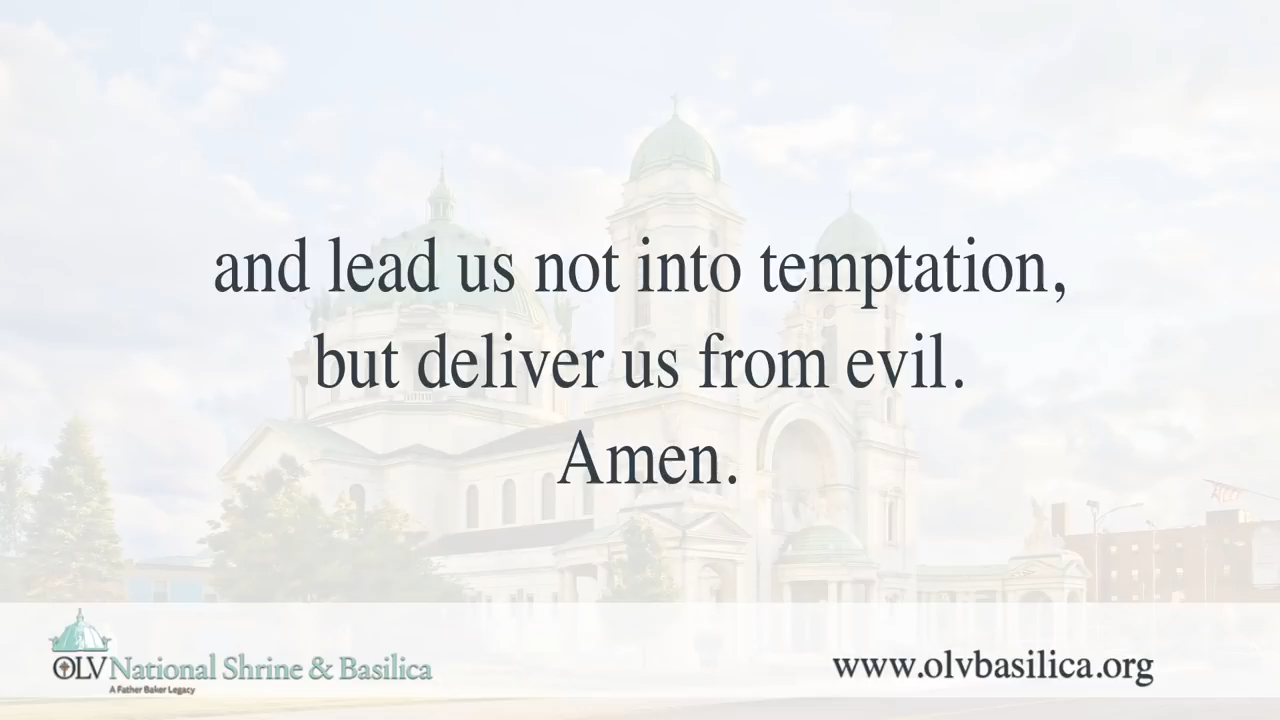 and lead us not into temptation,
but deliver us from evil.
Amen.
OLV National Shrine & Basilica
A Father Baker Legacy
www.olvbasilica.org